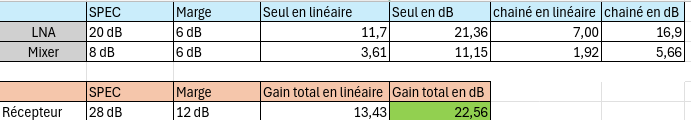 SPEC Marge Seul en linéaire Seul en dB chainé en linéaire chainé en dB
LNA 20 dB 6 dB 11,7 21,36 7,00 16,9
Mixer 8 dB 6 dB 3,61 11,15 1,92 5,66
SPEC Marge Gain total en linéaire Gain total en dB
Récepteur 28 dB 12 dB 13,43 22,56